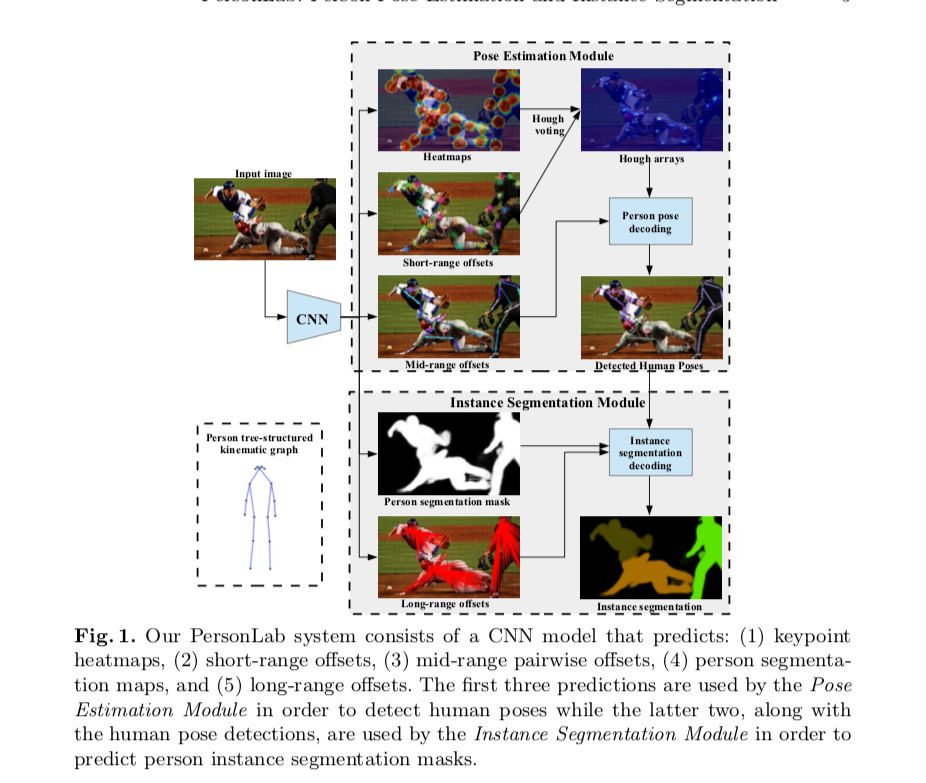 PersonLab: Person Pose Estimation and Instance Segmentation
Pose Estimation Module
Heatmaps
Hough
voting
Hough arrays
Input image
Short-range offsets
Person pose
decoding
CNN
Mid-range offsets
Detected Human Poses
Instance Segmentation Module
Person tree-structured
kinematic graph
Person segmentation mask
Instance
segmentation
decoding
Long-range offsets
Instance segmentation
Fig. 1. Our PersonLab system consists of a CNN model that predicts: (1) keypoint
heatmaps, (2) short-range offsets, (3) mid-range pairwise offsets, (4) person segmenta-
tion maps, and (5) long-range offsets. The first three predictions are used by the Pose
Estimation Module in order to detect human poses while the latter two, along with
the human pose detections, are used by the Instance Segmentation Module in order to
predict person instance segmentation masks.